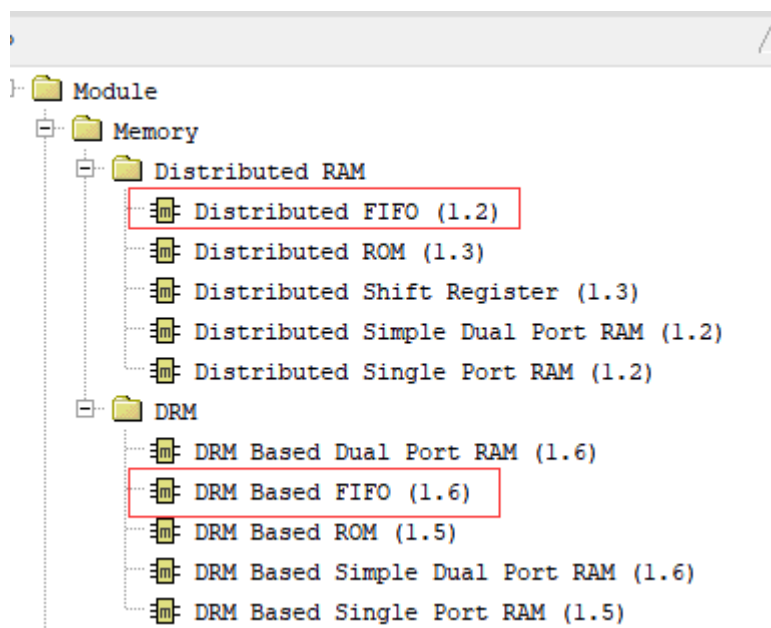 Module
Memory
Distributed RAM
Distributed FIFO (1.2)
Distributed ROM (1.3)
Distributed Shift Register (1.3)
Distributed Simple Dual Port RAM (1.2)
Distributed Single Port RAM (1.2)
DRM
DRM Based Dual Port RAM (1.6)
DRM Based FIFO (1.6)
DRM Based ROM (1.5)
DRM Based Simple Dual Port RAM (1.6)
DRM Based Single Port RAM (1.5)